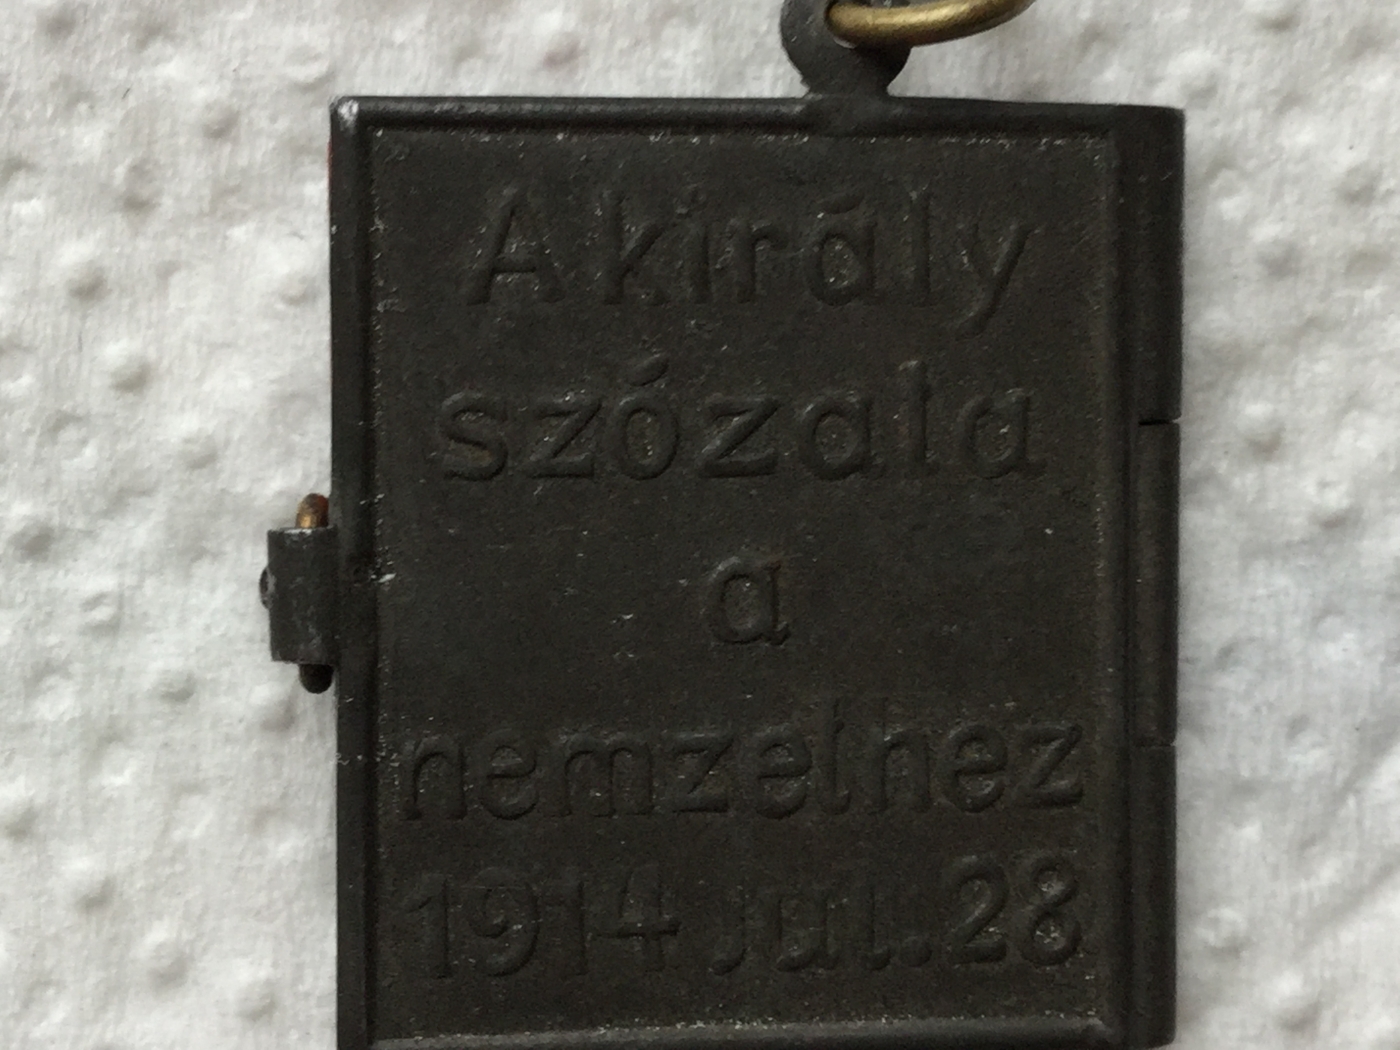 A király
szózata
a
nemzethez
1914 Jul. 28